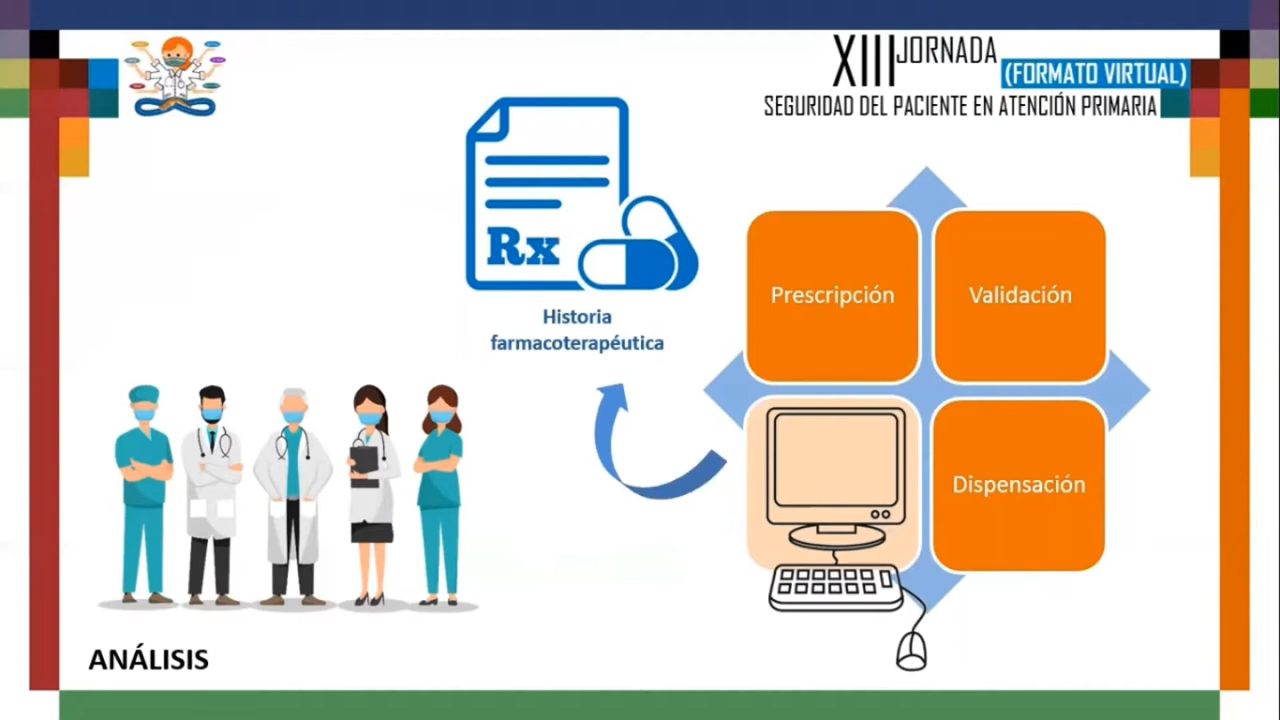 XIII JORNADA
(FORMATO VIRTUAL)
SEGURIDAD DEL PACIENTE EN ATENCIÓN PRIMARIA
Rx
Historia
farmacoterapéutica
Prescripción
Validación
Dispensación
ANÁLISIS